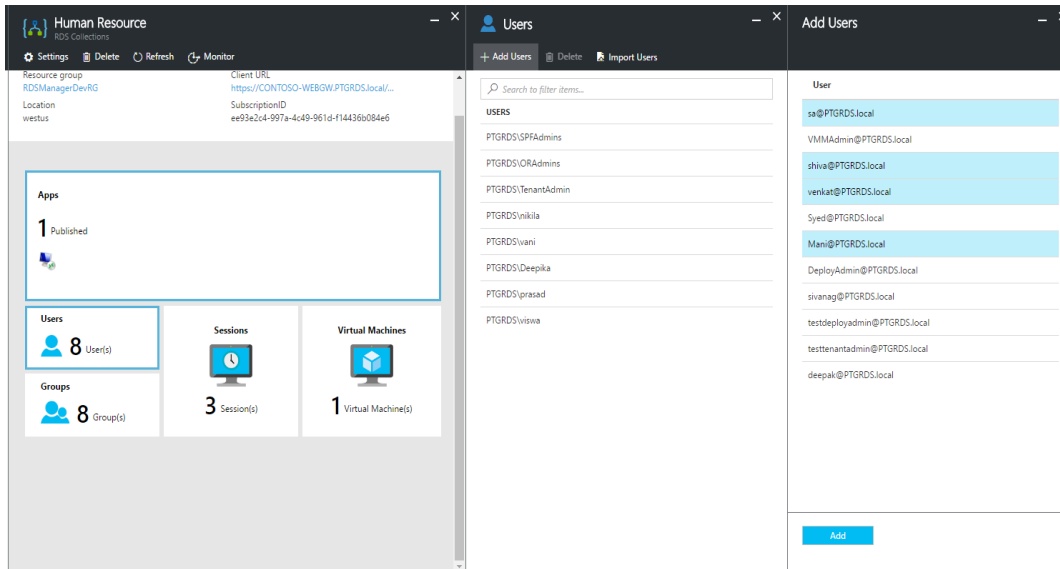 Human Resource
RDS Collections
Settings Delete Refresh Monitor
Resource group Client URL
RDSManagerDevRG https://CONTOSO-WEBGW.PTGRDS.local/...
Location SubscriptionID
westus ee93e2c4-997a-4c49-961d-f14436b084e6
Apps
1 Published
Users
8 User(s)
Groups
8 Group(s)
Sessions
3 Session(s)
Virtual Machines
1 Virtual Machine(s)
Users
Add Users Delete Import Users
Search to filter items...
USERS
PTGRDS\SPFAdmins
PTGRDS\ORAdmins
PTGRDS\TenantAdmin
PTGRDS\nikila
PTGRDS\vani
PTGRDS\Deepika
PTGRDS\prasad
PTGRDS\viswa
Add Users
User
sa@PTGRDS.local
VMMAdmin@PTGRDS.local
shiva@PTGRDS.local
venkat@PTGRDS.local
Syed@PTGRDS.local
Mani@PTGRDS.local
DeployAdmin@PTGRDS.local
sivanag@PTGRDS.local
testdeployadmin@PTGRDS.local
testtenantadmin@PTGRDS.local
deepak@PTGRDS.local
Add